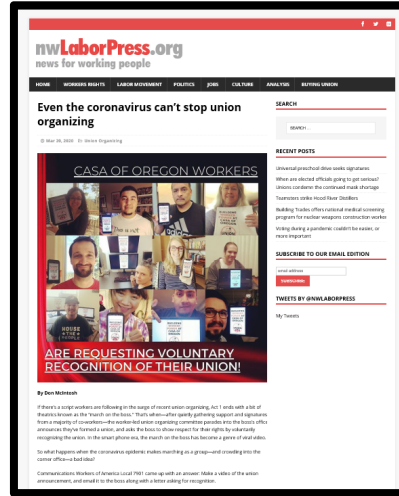 nwLaborPress.org
news for working people
HOME WORKERS RIGHTS LABOR MOVEMENT POLITICS JOBS CULTURE ANALYSIS BUYING UNION
Even the coronavirus can't stop union
organizing
Mar 28, 2020 Union Organizing
CASA OF OREGON WORKERS
HOUSE
THE
PEOPLE
ARE REQUESTING VOLUNTARY
RECOGNITION OF THEIR UNION!
By Don McIntosh
If there's a script workers are following in the surge of recent union organizing, Act 1 ends with a bit of
theatrics known as the "march on the boss." That's when—after quietly gathering support and signatures
from a majority of co-workers—the worker-led union organizing committee parades into the boss's office
announces they've formed a union, and asks the boss to show respect for their rights by voluntarily
recognizing the union. In the smart phone era, the march on the boss has become a genre of viral video.
So what happens when the coronavirus epidemic makes marching as a group—and crowding into the
corner office—a bad idea?
Communications Workers of America Local 7901 came up with an answer: Make a video of the union
announcement, and email it to the boss along with a letter asking for recognition.
SEARCH
SEARCH …
RECENT POSTS
Universal preschool drive seeks signatures
When are elected officials going to get serious?
Unions condemn the continued mask shortage
Teamsters strike Hood River Distillers
Building Trades offers national medical screening
program for nuclear weapons construction worker
Voting during a pandemic couldn't be easier, or
more important
SUBSCRIBE TO OUR EMAIL EDITION
email address
SUBSCRIBE
TWEETS BY @NWLABORPRESS
My Tweets